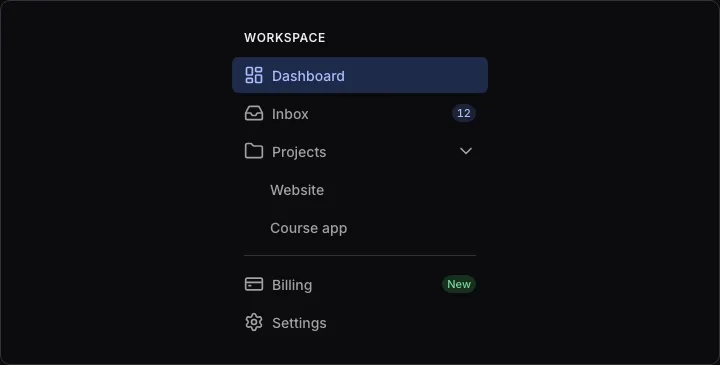 WORKSPACE
Dashboard
Inbox 12
Projects
Website
Course app
Billing New
Settings